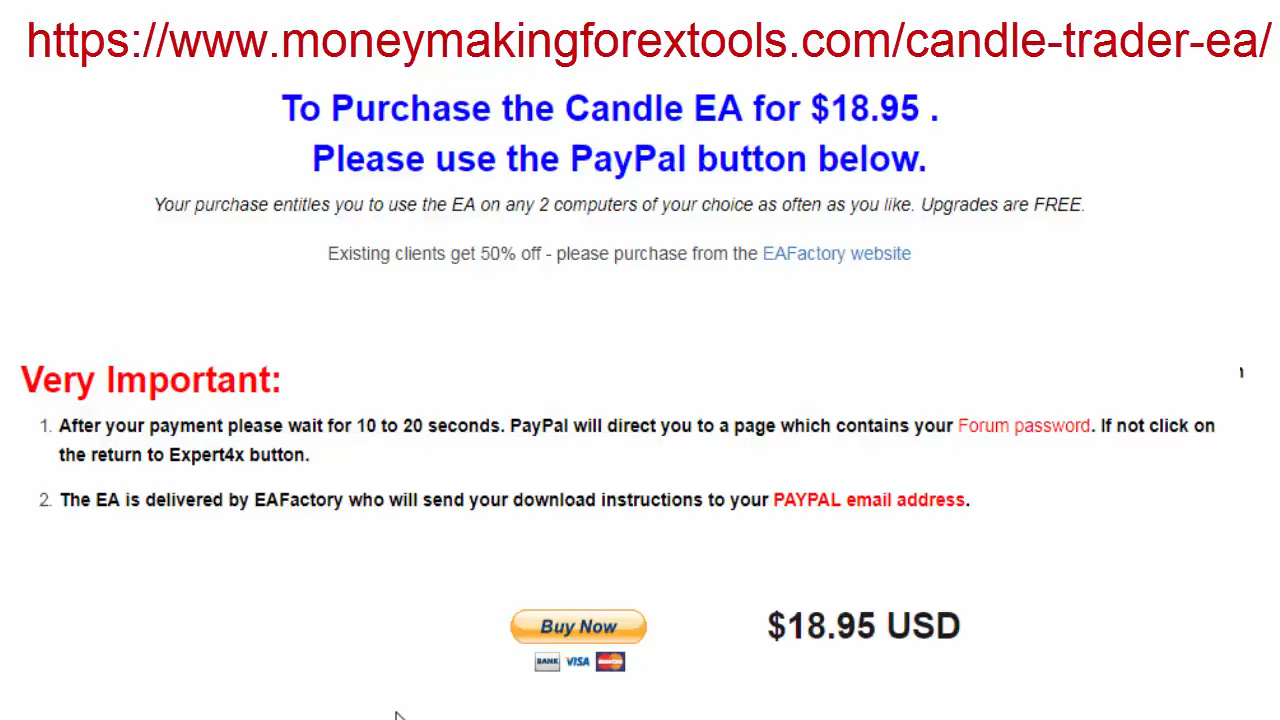 https://www.moneymakingforextools.com/candle-trader-ea/
To Purchase the Candle EA for $18.95 .
Please use the PayPal button below.
Your purchase entitles you to use the EA on any 2 computers of your choice as often as you like. Upgrades are FREE.
Existing clients get 50% off - please purchase from the EAFactory website
Very Important:
1. After your payment please wait for 10 to 20 seconds. PayPal will direct you to a page which contains your Forum password. If not click on
the return to Expert4x button.
2. The EA is delivered by EAFactory who will send your download instructions to your PAYPAL email address.
Buy Now
$18.95 USD
BANK VISA MasterCard